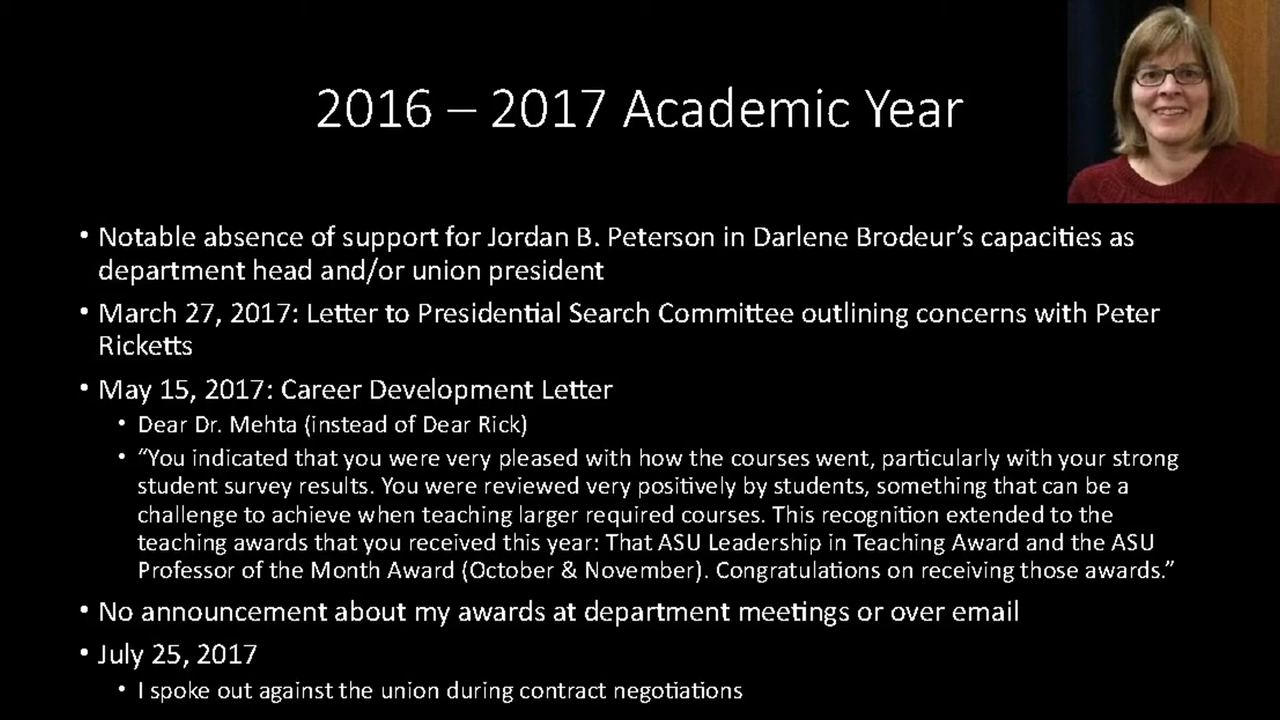 2016 – 2017 Academic Year
• Notable absence of support for Jordan B. Peterson in Darlene Brodeur’s capacities as
department head and/or union president
• March 27, 2017: Letter to Presidential Search Committee outlining concerns with Peter
Ricketts
• May 15, 2017: Career Development Letter
• Dear Dr. Mehta (instead of Dear Rick)
• “You indicated that you were very pleased with how the courses went, particularly with your strong
student survey results. You were reviewed very positively by students, something that can be a
challenge to achieve when teaching larger required courses. This recognition extended to the
teaching awards that you received this year: That ASU Leadership in Teaching Award and the ASU
Professor of the Month Award (October & November). Congratulations on receiving those awards.”
• No announcement about my awards at department meetings or over email
• July 25, 2017
• I spoke out against the union during contract negotiations